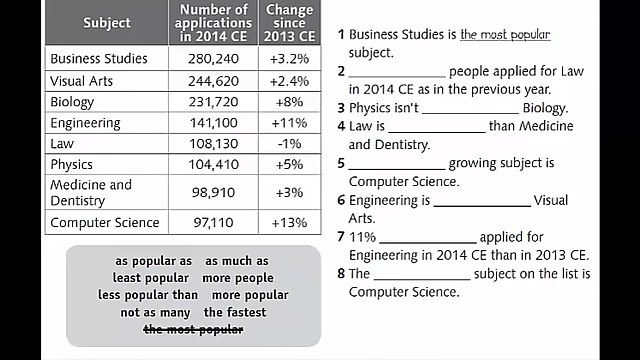 Subject Number of applications in 2014 CE Change since 2013 CE
Business Studies 280,240 +3.2%
Visual Arts 244,620 +2.4%
Biology 231,720 +8%
Engineering 141,100 +11%
Law 108,130 -1%
Physics 104,410 +5%
Medicine and Dentistry 98,910 +3%
Computer Science 97,110 +13%
as popular as as much as
least popular more people
less popular than more popular
not as many the fastest
the most popular
1 Business Studies is the most popular
subject.
2 ______________ people applied for Law
in 2014 CE as in the previous year.
3 Physics isn't ______________ Biology.
4 Law is ______________ than Medicine
and Dentistry.
5 ______________ growing subject is
Computer Science.
6 Engineering is ______________ Visual
Arts.
7 11% ______________ applied for
Engineering in 2014 CE than in 2013 CE.
8 The ______________ subject on the list is
Computer Science.